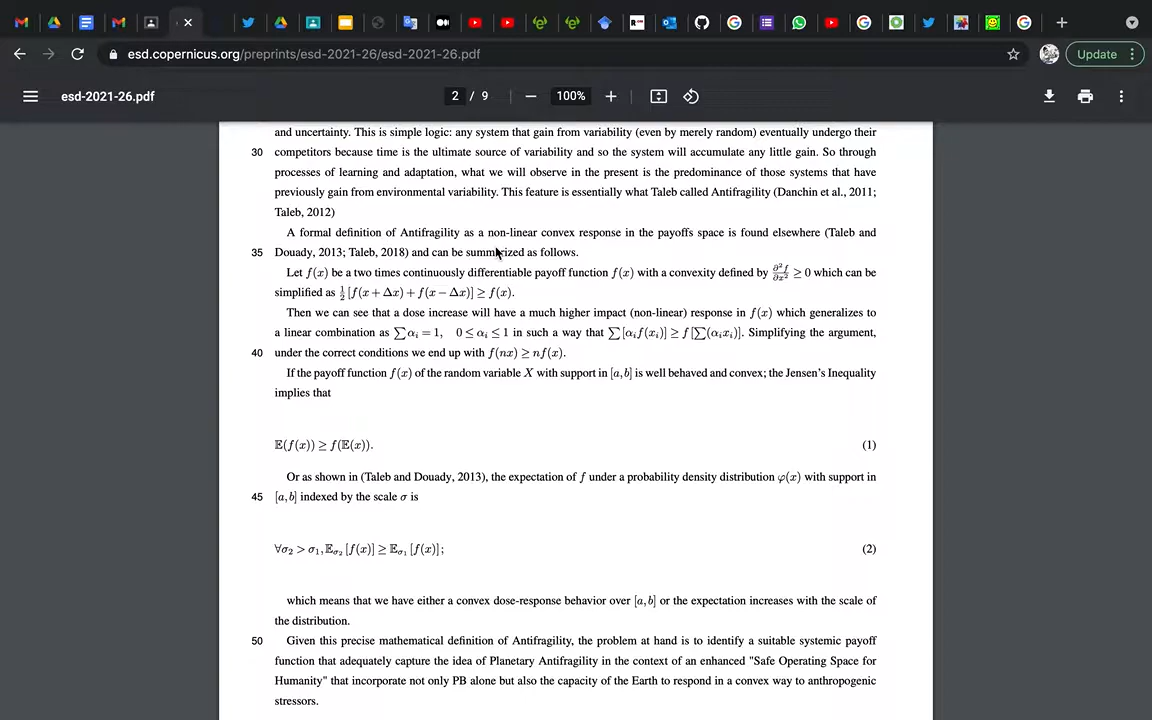 esd.copernicus.org/preprints/esd-2021-26/esd-2021-26.pdf
Update
esd-2021-26.pdf
2 / 9
100%
and uncertainty. This is simple logic: any system that gain from variability (even by merely random) eventually undergo their
30 competitors because time is the ultimate source of variability and so the system will accumulate any little gain. So through
processes of learning and adaptation, what we will observe in the present is the predominance of those systems that have
previously gain from environmental variability. This feature is essentially what Taleb called Antifragility (Danchin et al., 2011;
Taleb, 2012)
A formal definition of Antifragility as a non-linear convex response in the payoffs space is found elsewhere (Taleb and
35 Douady, 2013; Taleb, 2018) and can be summarized as follows.
Let f(x) be a two times continuously differentiable payoff function f(x) with a convexity defined by ∂²f/∂x² ≥ 0 which can be
simplified as ½ [f(x + Δx) + f(x − Δx)] ≥ f(x).
Then we can see that a dose increase will have a much higher impact (non-linear) response in f(x) which generalizes to
a linear combination as ∑αᵢ = 1, 0 ≤ αᵢ ≤ 1 in such a way that ∑[αᵢf(xᵢ)] ≥ f[∑(αᵢxᵢ)]. Simplifying the argument,
40 under the correct conditions we end up with f(nx) ≥ nf(x).
If the payoff function f(x) of the random variable X with support in [a,b] is well behaved and convex; the Jensen's Inequality
implies that
𝔼(f(x)) ≥ f(𝔼(x)). (1)
Or as shown in (Taleb and Douady, 2013), the expectation of f under a probability density distribution φ(x) with support in
45 [a,b] indexed by the scale σ is
∀σ₂ > σ₁, 𝔼σ₂ [f(x)] ≥ 𝔼σ₁ [f(x)]; (2)
which means that we have either a convex dose-response behavior over [a,b] or the expectation increases with the scale of
the distribution.
50 Given this precise mathematical definition of Antifragility, the problem at hand is to identify a suitable systemic payoff
function that adequately capture the idea of Planetary Antifragility in the context of an enhanced "Safe Operating Space for
Humanity" that incorporate not only PB alone but also the capacity of the Earth to respond in a convex way to anthropogenic
stressors.